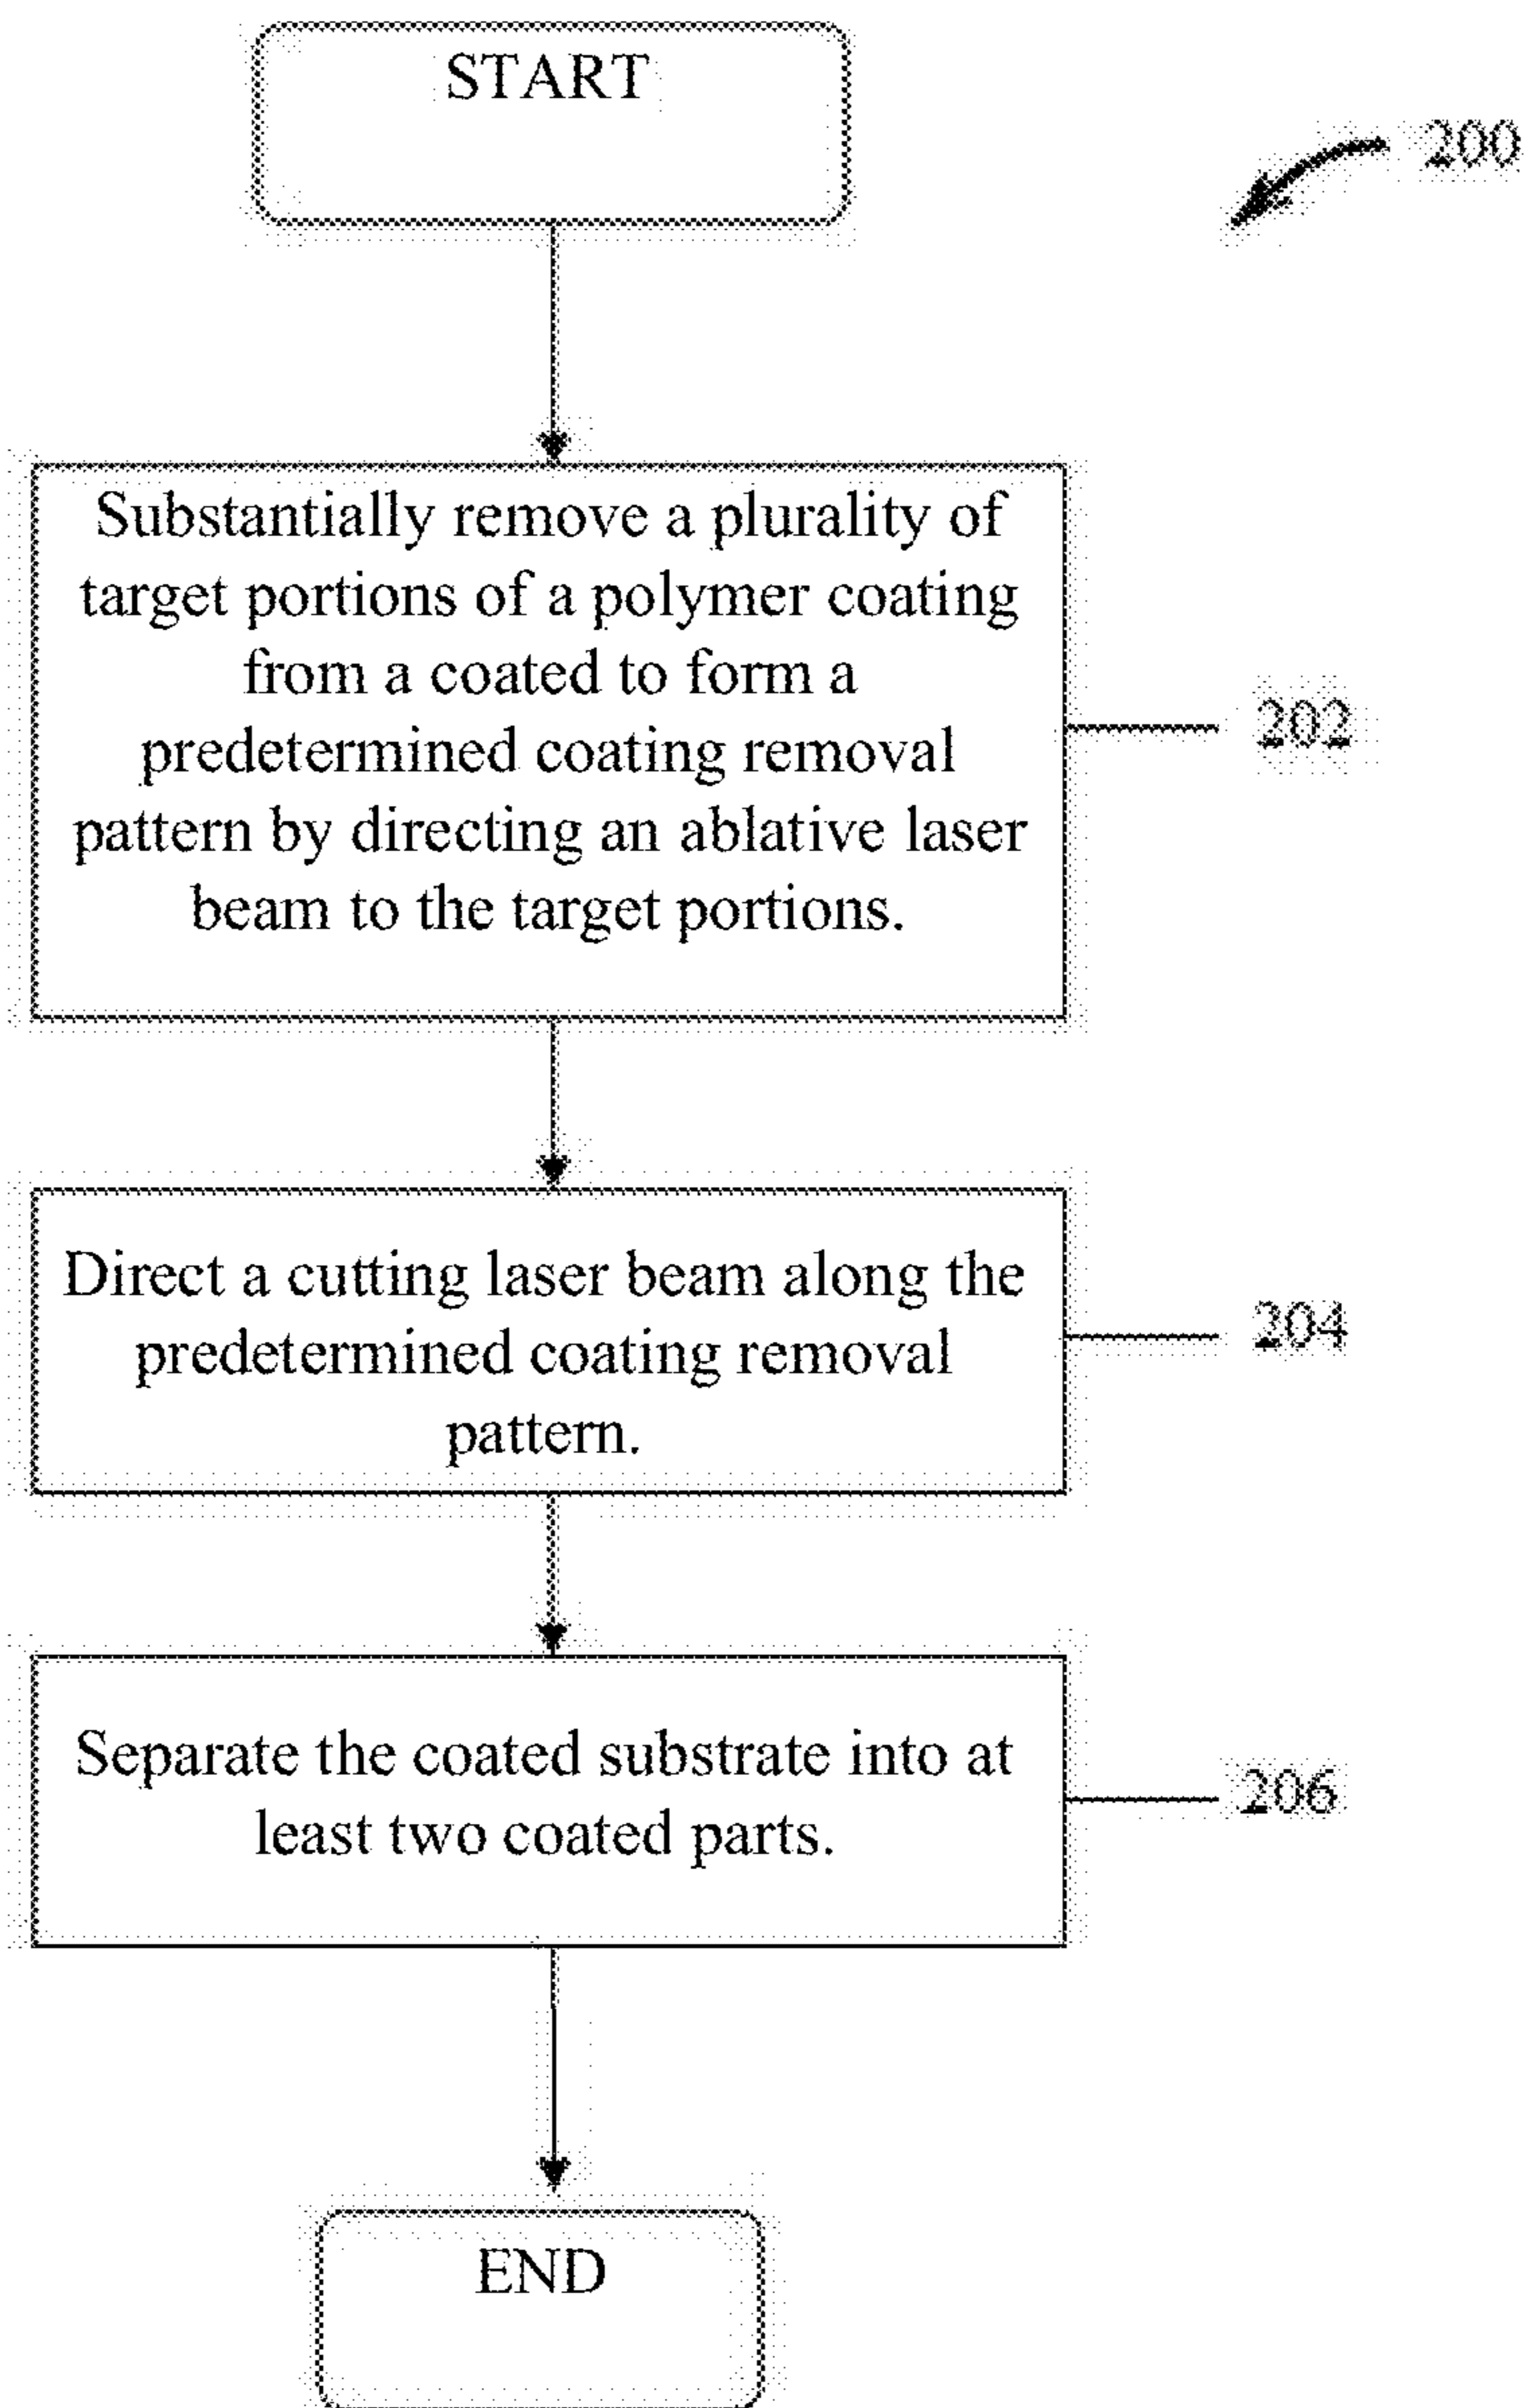 START
200
Substantially remove a plurality of
target portions of a polymer coating
from a coated to form a
predetermined coating removal
pattern by directing an ablative laser
beam to the target portions.
202
Direct a cutting laser beam along the
predetermined coating removal
pattern.
204
Separate the coated substrate into at
least two coated parts.
206
END